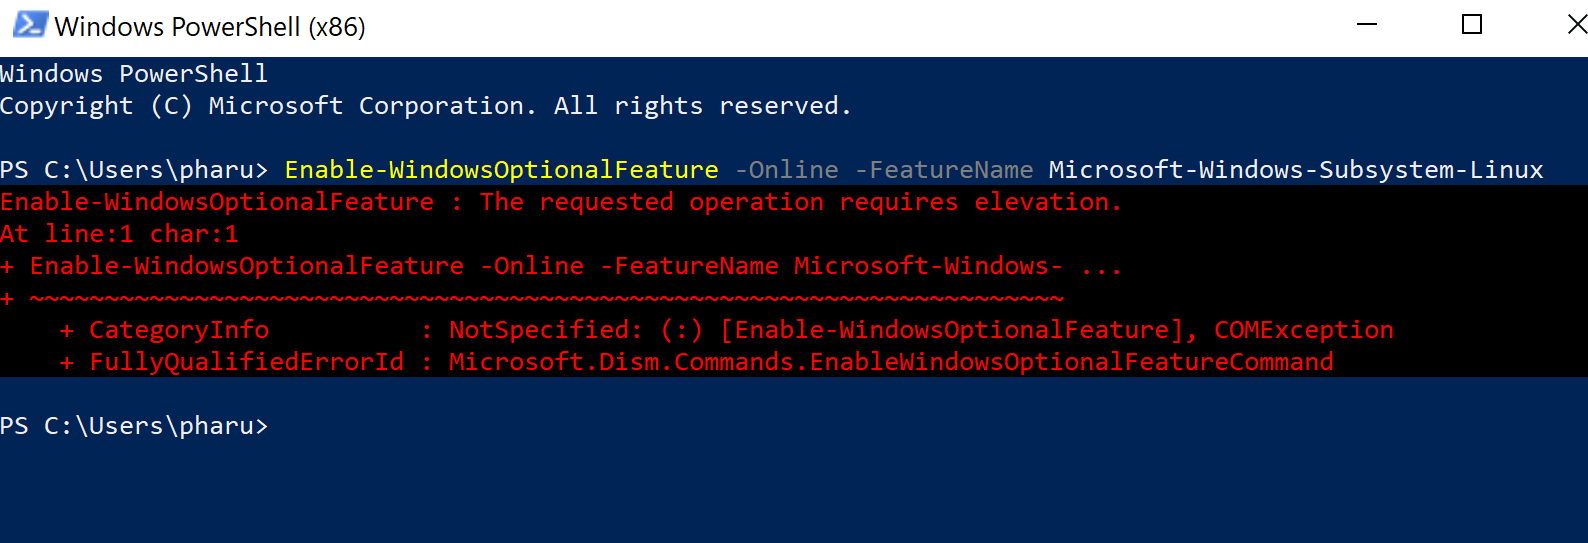 Windows PowerShell (x86)
Windows PowerShell
Copyright (C) Microsoft Corporation. All rights reserved.
PS C:\Users\pharu> Enable-WindowsOptionalFeature -Online -FeatureName Microsoft-Windows-Subsystem-Linux
Enable-WindowsOptionalFeature : The requested operation requires elevation.
At line:1 char:1
+ Enable-WindowsOptionalFeature -Online -FeatureName Microsoft-Windows- ...
+ ~~~~~~~~~~~~~~~~~~~~~~~~~~~~~~~~~~~~~~~~~~~~~~~~~~~~~~~~~~~~~~~~~~~~~
    + CategoryInfo          : NotSpecified: (:) [Enable-WindowsOptionalFeature], COMException
    + FullyQualifiedErrorId : Microsoft.Dism.Commands.EnableWindowsOptionalFeatureCommand
PS C:\Users\pharu>